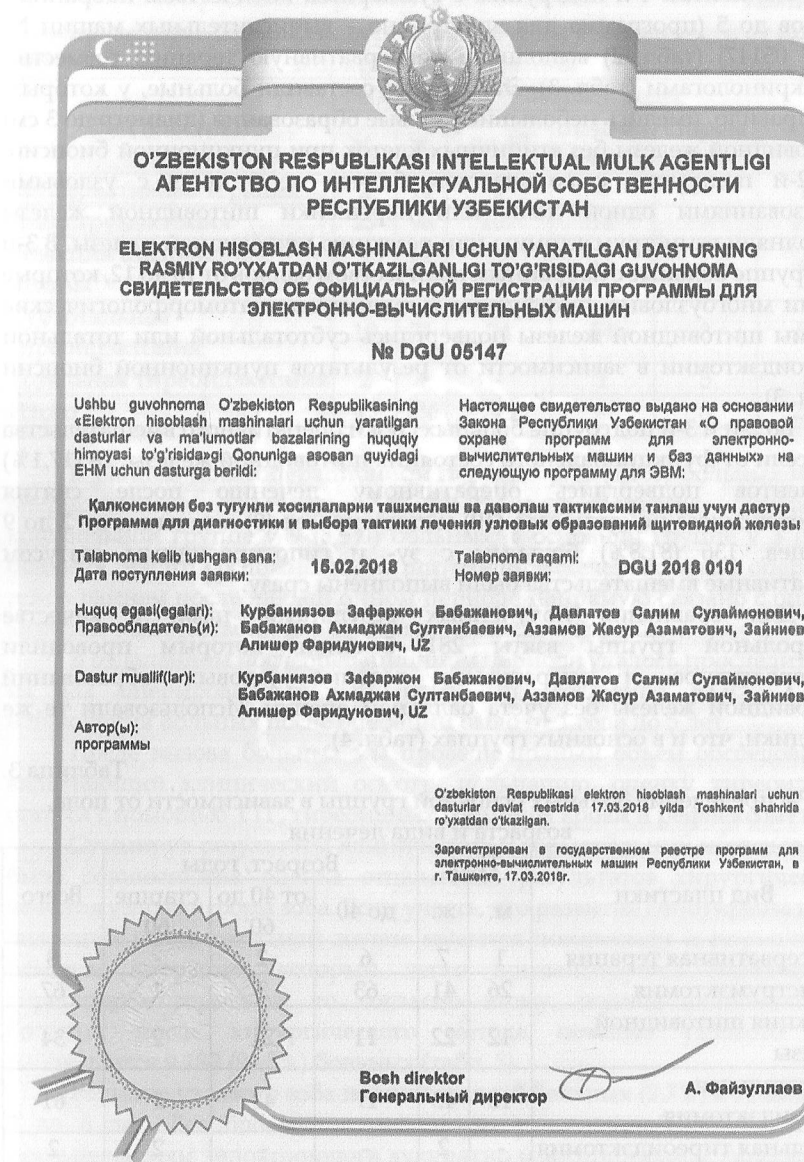 O'ZBEKISTON RESPUBLIKASI INTELLEKTUAL MULK AGENTLIGI
АГЕНТСТВО ПО ИНТЕЛЛЕКТУАЛЬНОЙ СОБСТВЕННОСТИ
РЕСПУБЛИКИ УЗБЕКИСТАН
ELEKTRON HISOBLASH MASHINALARI UCHUN YARATILGAN DASTURNING
RASMIY RO'YXATDAN O'TKAZILGANLIGI TO'G'RISIDAGI GUVOHNOMA
СВИДЕТЕЛЬСТВО ОБ ОФИЦИАЛЬНОЙ РЕГИСТРАЦИИ ПРОГРАММЫ ДЛЯ
ЭЛЕКТРОННО-ВЫЧИСЛИТЕЛЬНЫХ МАШИН
№ DGU 05147
Ushbu guvohnoma O'zbekiston Respublikasining
«Elektron hisoblash mashinalari uchun yaratilgan
dasturlar va ma'lumotlar bazalarining huquqiy
himoyasi to'g'risida»gi Qonuniga asosan quyidagi
EHM uchun dasturga berildi:
Настоящее свидетельство выдано на основании
Закона Республики Узбекистан «О правовой
охране программ для электронно-
вычислительных машин и баз данных» на
следующую программу для ЭВМ:
Қалқонсимон без тугунли хосилаларни ташхислаш ва даволаш тактикасини танлаш учун дастур
Программа для диагностики и выбора тактики лечения узловых образований щитовидной железы
Talabnoma kelib tushgan sana:
Дата поступления заявки:
15.02.2018
Talabnoma raqami:
Номер заявки:
DGU 2018 0101
Huquq egasi(egalari):
Правообладатель(и):
Курбаниязов Зафаржон Бабажанович, Давлатов Салим Сулаймонович,
Бабажанов Ахмаджан Султанбаевич, Аззамов Жасур Азаматович, Зайниев
Алишер Фаридунович, UZ
Dastur muallif(lar)i:
Курбаниязов Зафаржон Бабажанович, Давлатов Салим Сулаймонович,
Бабажанов Ахмаджан Султанбаевич, Аззамов Жасур Азаматович, Зайниев
Алишер Фаридунович, UZ
Автор(ы):
программы
O'zbekiston Respublikasi elektron hisoblash mashinalari uchun
dasturlar davlat reestrida 17.03.2018 yilda Toshkent shahrida
ro'yxatdan o'tkazilgan.
Зарегистрирован в государственном реестре программ для
электронно-вычислительных машин Республики Узбекистан, в
г. Ташкенте, 17.03.2018г.
Bosh direktor
Генеральный директор
А. Файзуллаев